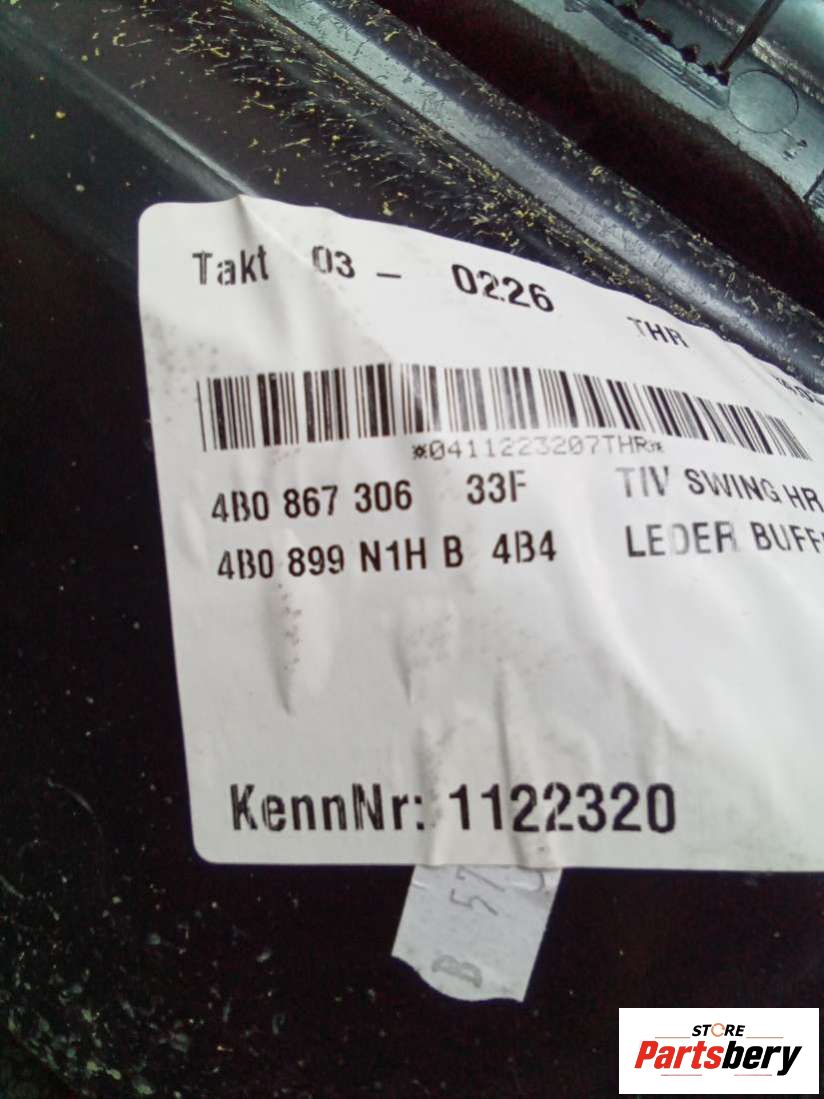 Takt 03 - 0226
THR
*0411223207THR*
4B0 867 306 33F TIV SWING HR
4B0 899 N1H B 4B4 LEDER BUFF
KennNr: 1122320
B 57
STORE
Partsbery